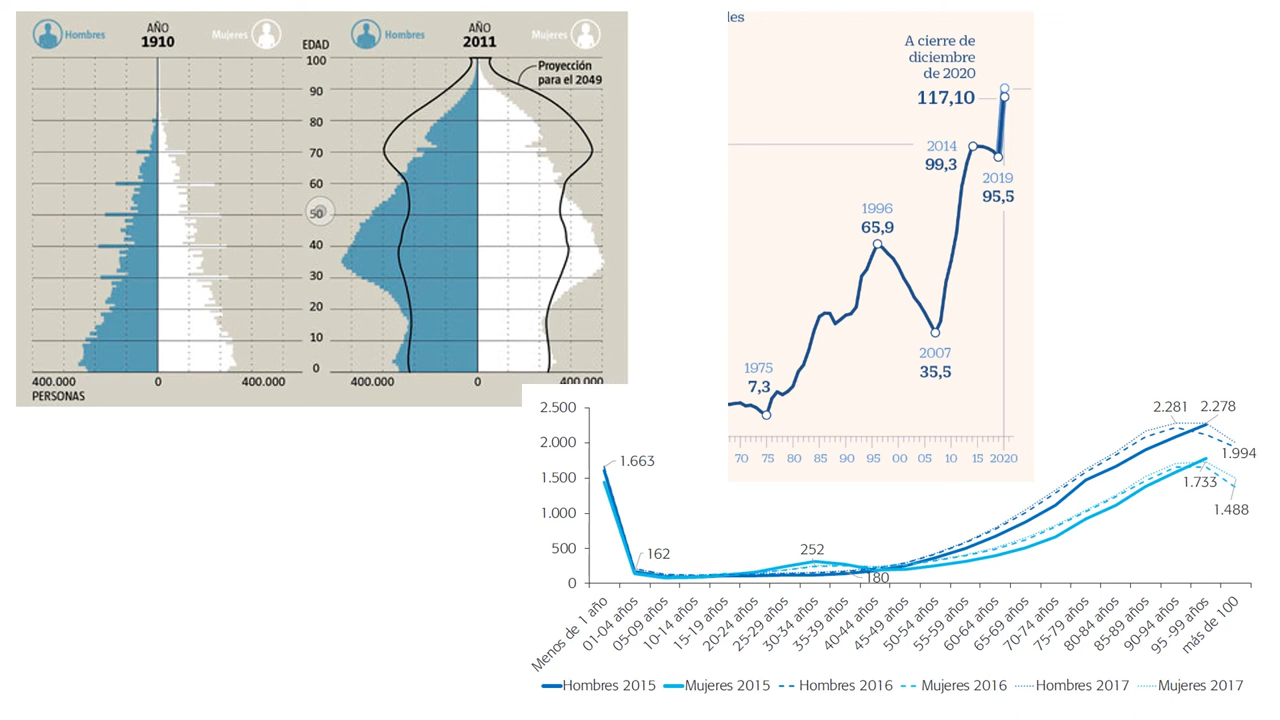 Hombres
AÑO
1910
Mujeres
EDAD
Hombres
AÑO
2011
Mujeres
Proyección
para el 2049
100
90
80
70
60
50
40
30
20
10
0
400.000
0
400.000
PERSONAS
400.000
0
400.000
les
A cierre de
diciembre
de 2020
117,10
2014
99,3
2019
95,5
1996
65,9
2007
35,5
1975
7,3
70 75 80 85 90 95 00 05 10 15 2020
2.500
2.000
1.500
1.000
500
0
1.663
162
252
180
2.281
2.278
1.994
1.733
1.488
Menos de 1 año
01-04 años
05-09 años
10-14 años
15-19 años
20-24 años
25-29 años
30-34 años
35-39 años
40-44 años
45-49 años
50-54 años
55-59 años
60-64 años
65-69 años
70-74 años
75-79 años
80-84 años
85-89 años
90-94 años
95 -99 años
más de 100
Hombres 2015 Mujeres 2015 Hombres 2016 Mujeres 2016 Hombres 2017 Mujeres 2017